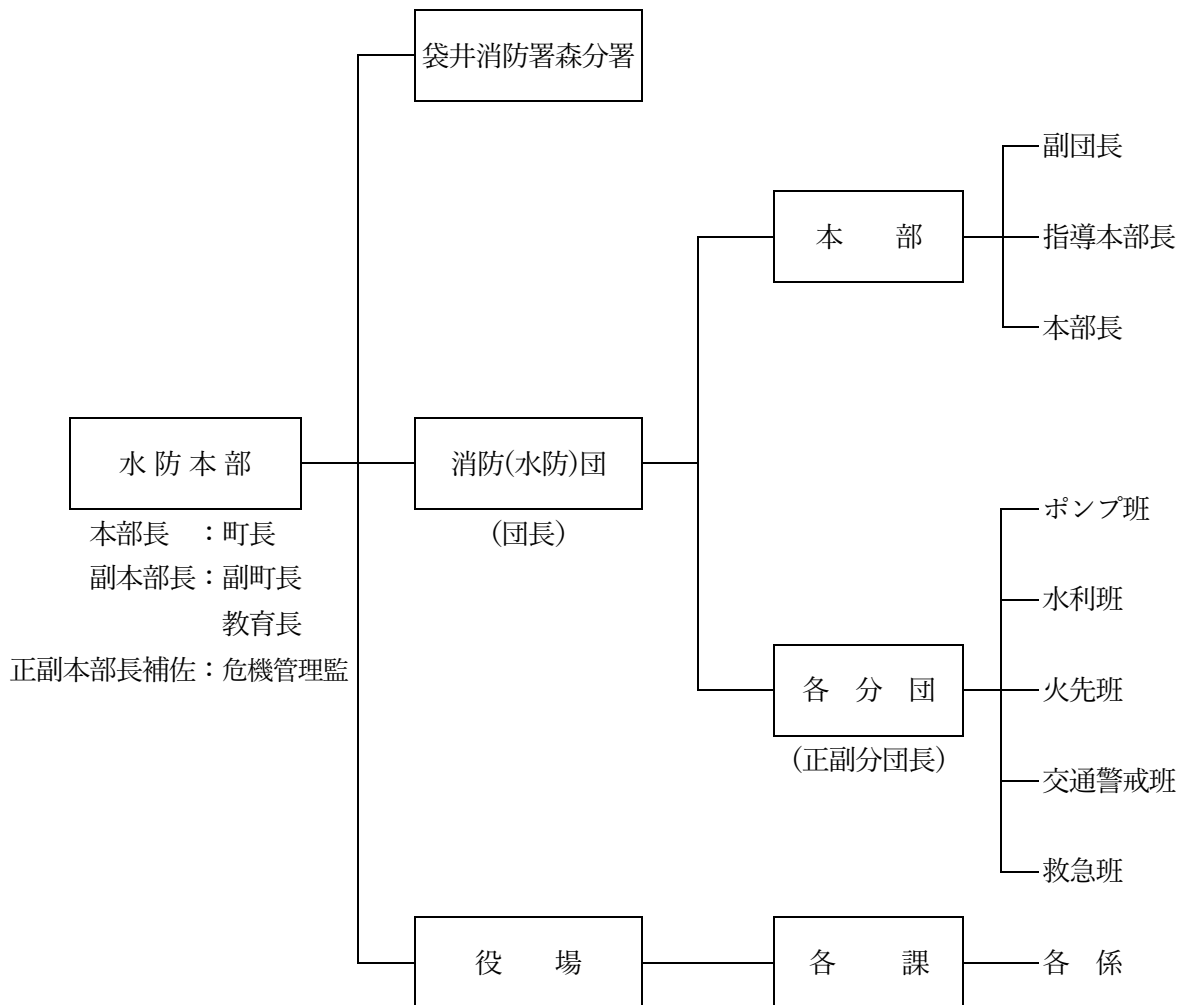 袋井消防署森分署
副団長
本　　部
指導本部長
本部長
水 防 本 部
消防(水防)団
本部長　：町長
(団長)
副本部長：副町長
教育長
正副本部長補佐：危機管理監
ポンプ班
水利班
各　分　団
火先班
(正副分団長)
交通警戒班
救急班
役　　場
各　　課
各　係